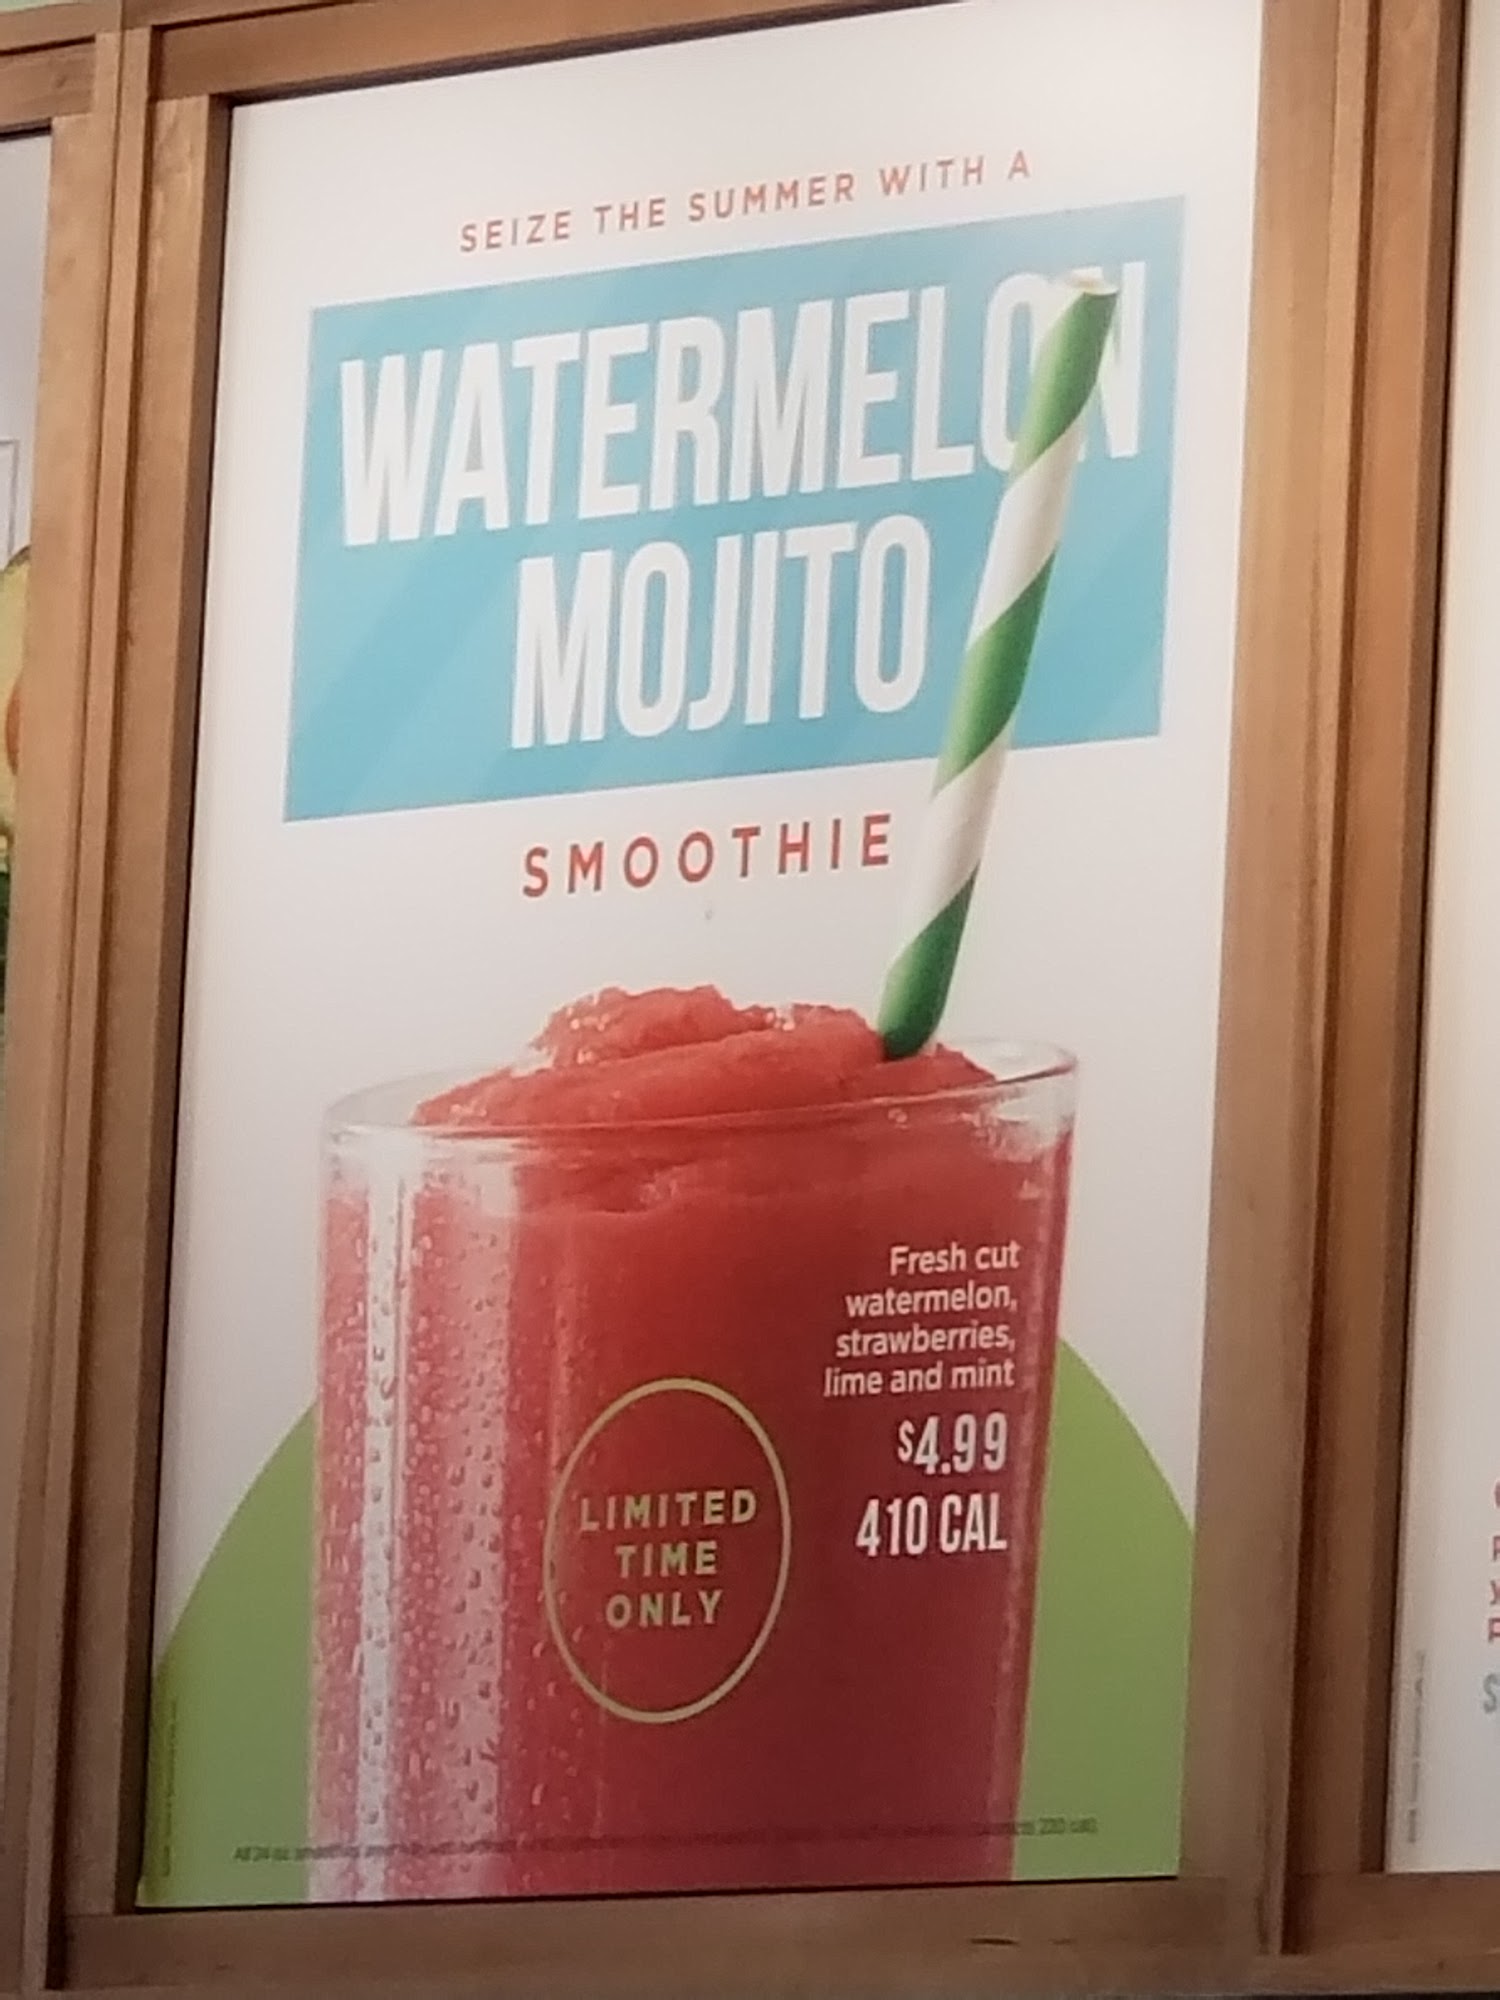 SEIZE THE SUMMER WITH A
WATERMELON
MOJITO
SMOOTHIE
Fresh cut
watermelon,
strawberries,
lime and mint
$4.99
410 CAL
LIMITED
TIME
ONLY